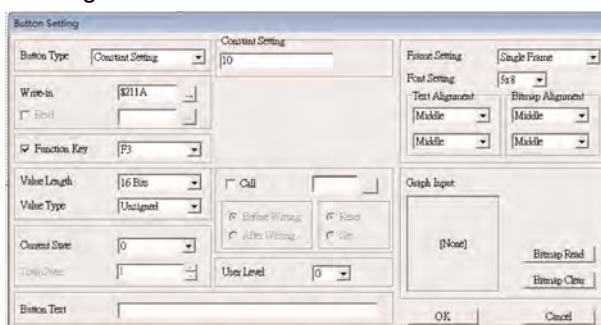 Button Setting
Button Type
Constant Setting
Constant Setting
10
Frame Setting
Single Frame
Font Setting
5x8
Write-in
$211A
...
Read
...
Text Alignment
Bitmap Alignment
Middle
Middle
Middle
Middle
Function Key
F3
Value Length
16 Bits
Value Type
Unsigned
Call
...
Before Writing
After Writing
Reset
Set
Graph Input
[None]
Bitmap Read
Bitmap Clear
Current State
0
Total State
1
User Level
0
Button Text
OK
Cancel